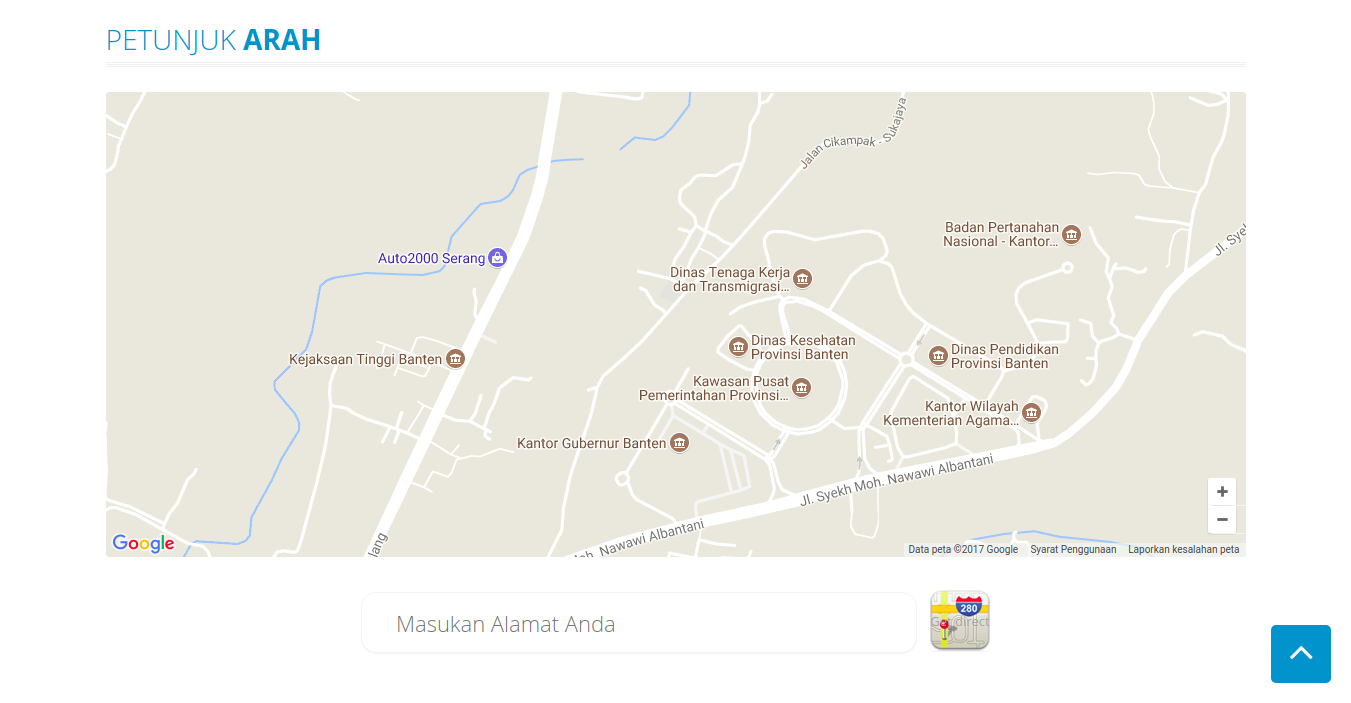 PETUNJUK ARAH
Jalan Cikampak - Sukajaya
Badan Pertanahan
Nasional - Kantor...
Jl. Sye
Auto2000 Serang
Dinas Tenaga Kerja
dan Transmigrasi...
Dinas Kesehatan
Provinsi Banten
Dinas Pendidikan
Provinsi Banten
Kejaksaan Tinggi Banten
Kawasan Pusat
Pemerintahan Provinsi...
Kantor Wilayah
Kementerian Agama...
Kantor Gubernur Banten
Jl. Syekh Moh. Nawawi Albantani
Moh. Nawawi Albantani
lang
+
−
Google
Data peta ©2017 Google
Syarat Penggunaan
Laporkan kesalahan peta
Masukan Alamat Anda
280
Get direct